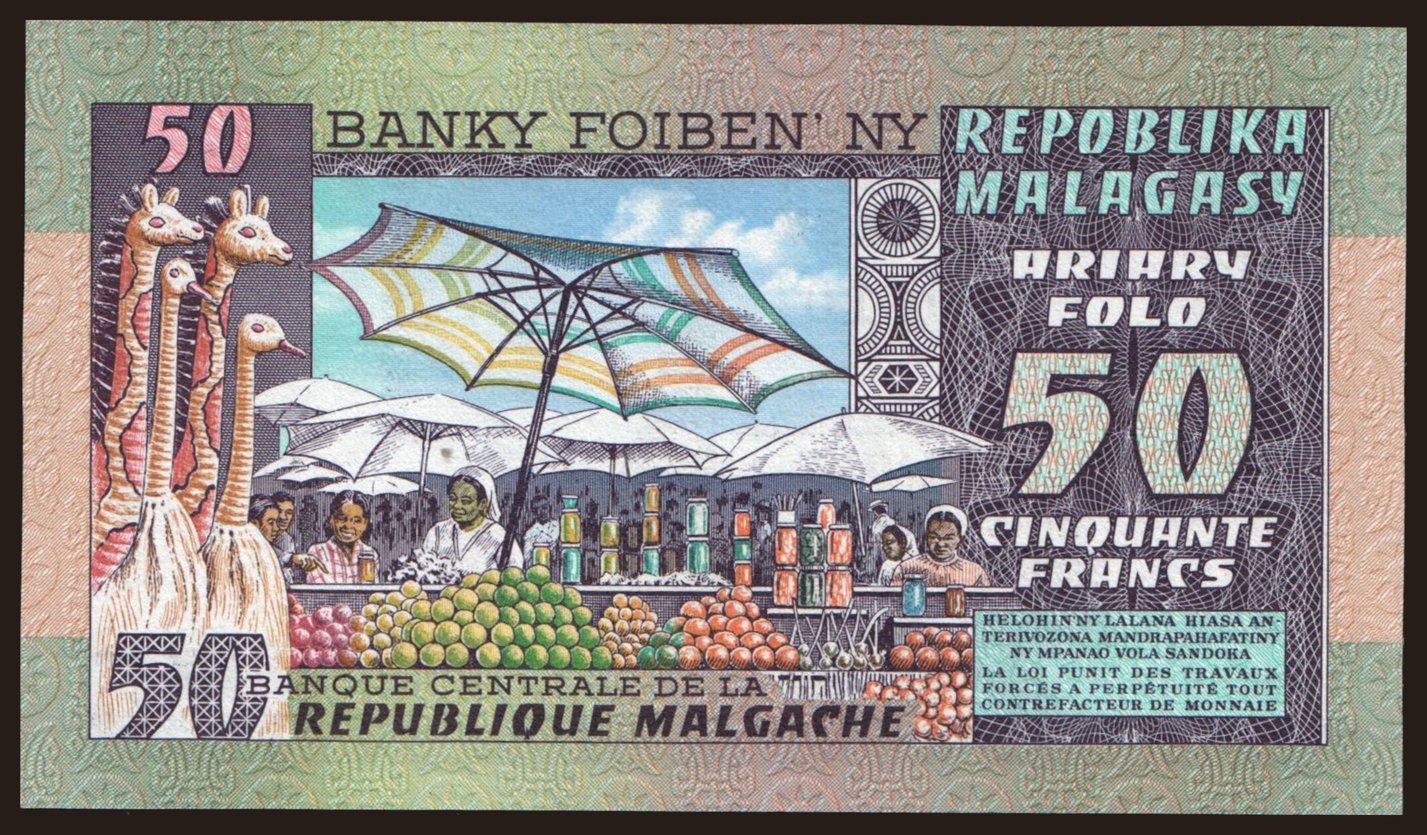 50
BANKY FOIBEN' NY
REPOBLIKA
MALAGASY
ARIARY
FOLO
50
CINQUANTE
FRANCS
HELOHIN'NY LALANA HIASA AN-
TERIVOZONA MANDRAPAHAFATINY
NY MPANAO VOLA SANDOKA
LA LOI PUNIT DES TRAVAUX
FORCÉS A PERPÉTUITÉ TOUT
CONTREFACTEUR DE MONNAIE
50
BANQUE CENTRALE DE LA
REPUBLIQUE MALGACHE